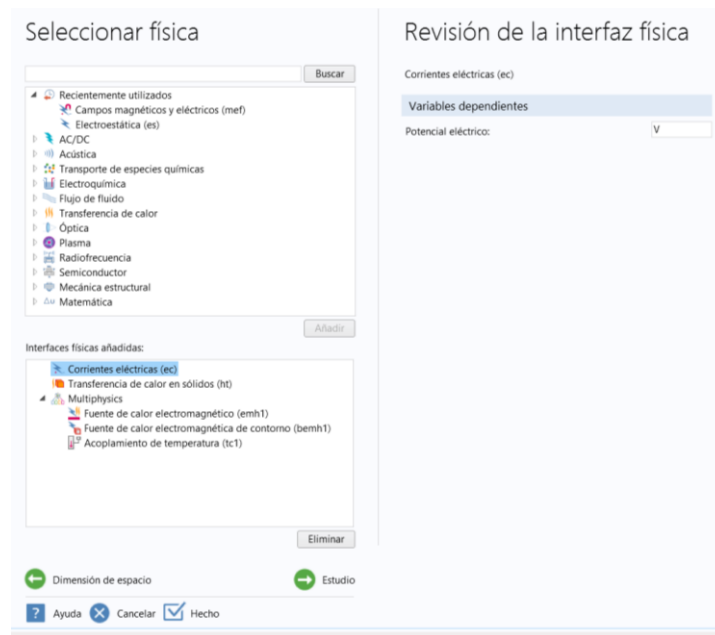 Seleccionar física
Buscar
Recientemente utilizados
Campos magnéticos y eléctricos (mef)
Electroestática (es)
AC/DC
Acústica
Transporte de especies químicas
Electroquímica
Flujo de fluido
Transferencia de calor
Óptica
Plasma
Radiofrecuencia
Semiconductor
Mecánica estructural
Matemática
Añadir
Interfaces físicas añadidas:
Corrientes eléctricas (ec)
Transferencia de calor en sólidos (ht)
Multiphysics
Fuente de calor electromagnético (emh1)
Fuente de calor electromagnética de contorno (bemh1)
Acoplamiento de temperatura (tc1)
Eliminar
Dimensión de espacio
Estudio
Ayuda Cancelar Hecho
Revisión de la interfaz física
Corrientes eléctricas (ec)
Variables dependientes
Potencial eléctrico: V